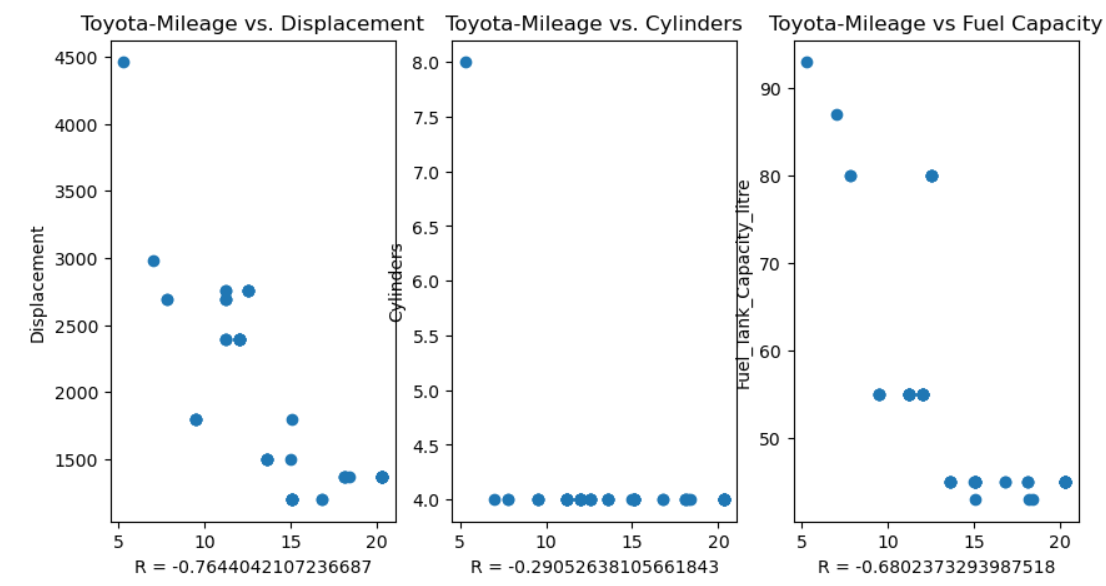 Toyota-Mileage vs. Displacement
4500
4000
3500
3000
2500
2000
1500
Displacement
5 10 15 20
R = -0.7644042107236687
Toyota-Mileage vs. Cylinders
8.0
7.5
7.0
6.5
6.0
5.5
5.0
4.5
4.0
Cylinders
5 10 15 20
R = -0.29052638105661843
Toyota-Mileage vs Fuel Capacity
90
80
70
60
50
Fuel_Tank_Capacity_litre
5 10 15 20
R = -0.68023773293987518